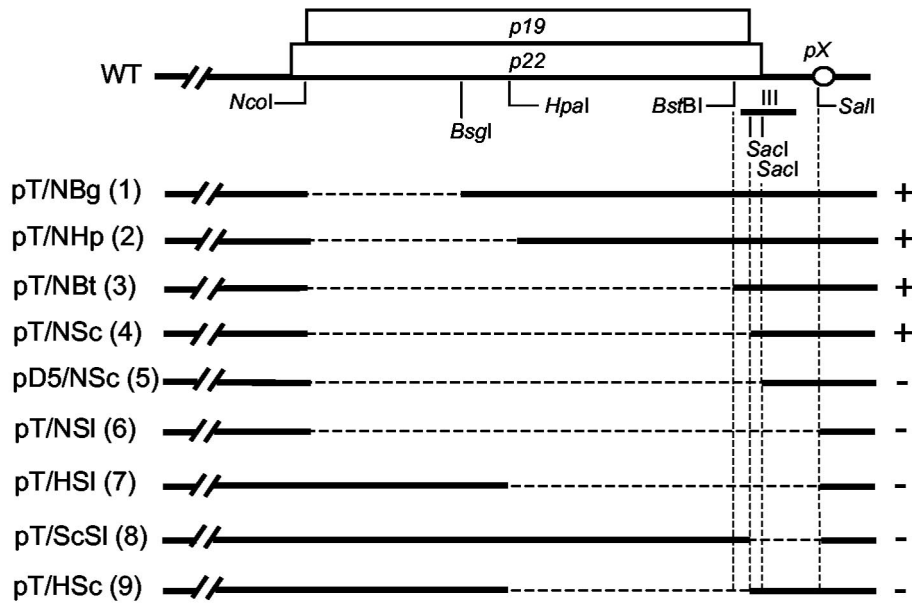 p19
p22
pX
WT
NcoI
BsgI
HpaI
BstBI
III
SalI
SacI
SacI
pT/NBg (1) +
pT/NHp (2) +
pT/NBt (3) +
pT/NSc (4) +
pD5/NSc (5) -
pT/NSl (6) -
pT/HSl (7) -
pT/ScSl (8) -
pT/HSc (9) -